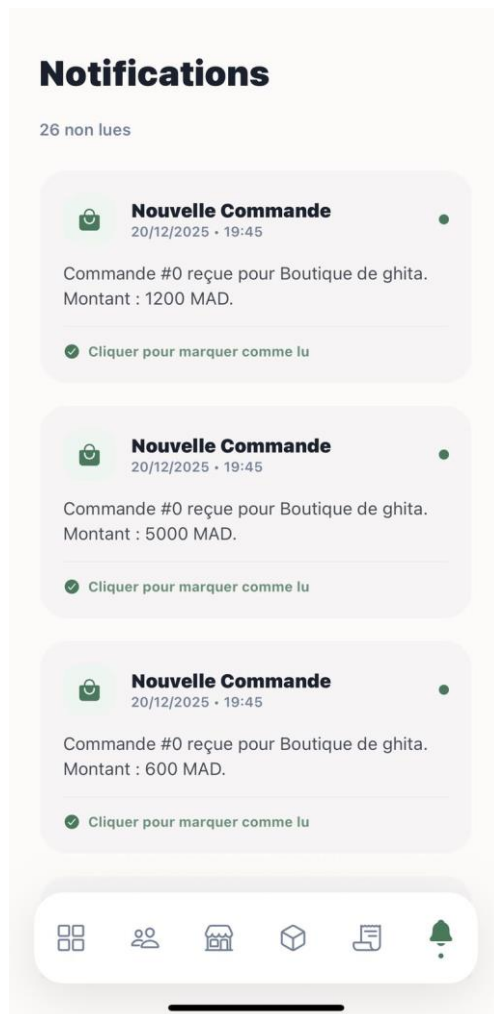 Notifications
26 non lues
Nouvelle Commande
20/12/2025 • 19:45
Commande #0 reçue pour Boutique de ghita.
Montant : 1200 MAD.
Cliquer pour marquer comme lu
Nouvelle Commande
20/12/2025 • 19:45
Commande #0 reçue pour Boutique de ghita.
Montant : 5000 MAD.
Cliquer pour marquer comme lu
Nouvelle Commande
20/12/2025 • 19:45
Commande #0 reçue pour Boutique de ghita.
Montant : 600 MAD.
Cliquer pour marquer comme lu